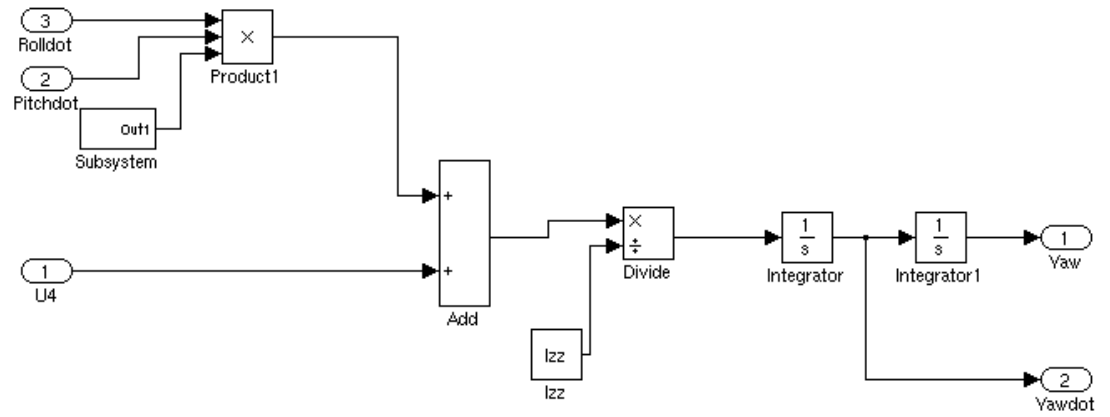 3
Rolldot
×
Product1
2
Pitchdot
Out1
Subsystem
+
+
Add
1
U4
×
÷
Divide
Izz
Izz
1
s
Integrator
1
s
Integrator1
1
Yaw
2
Yawdot